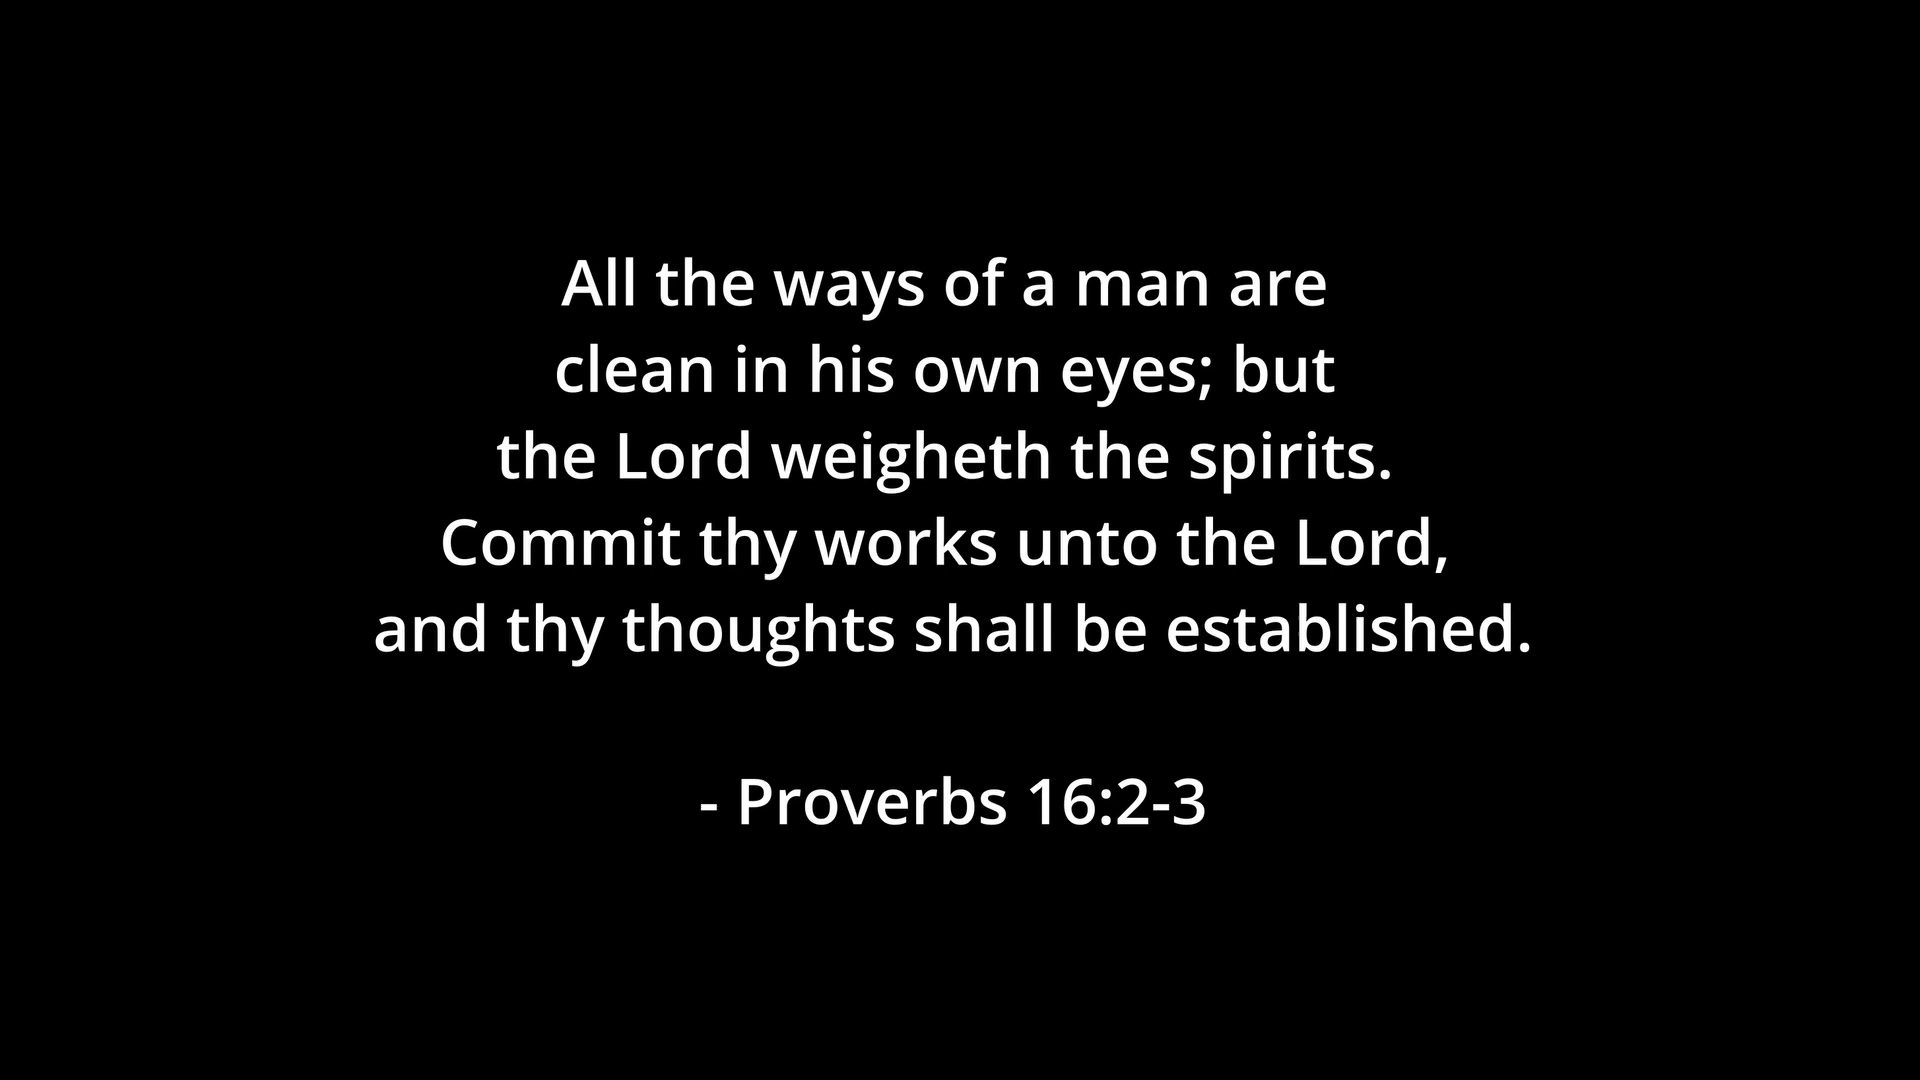 All the ways of a man are
clean in his own eyes; but
the Lord weigheth the spirits.
Commit thy works unto the Lord,
and thy thoughts shall be established.
- Proverbs 16:2-3